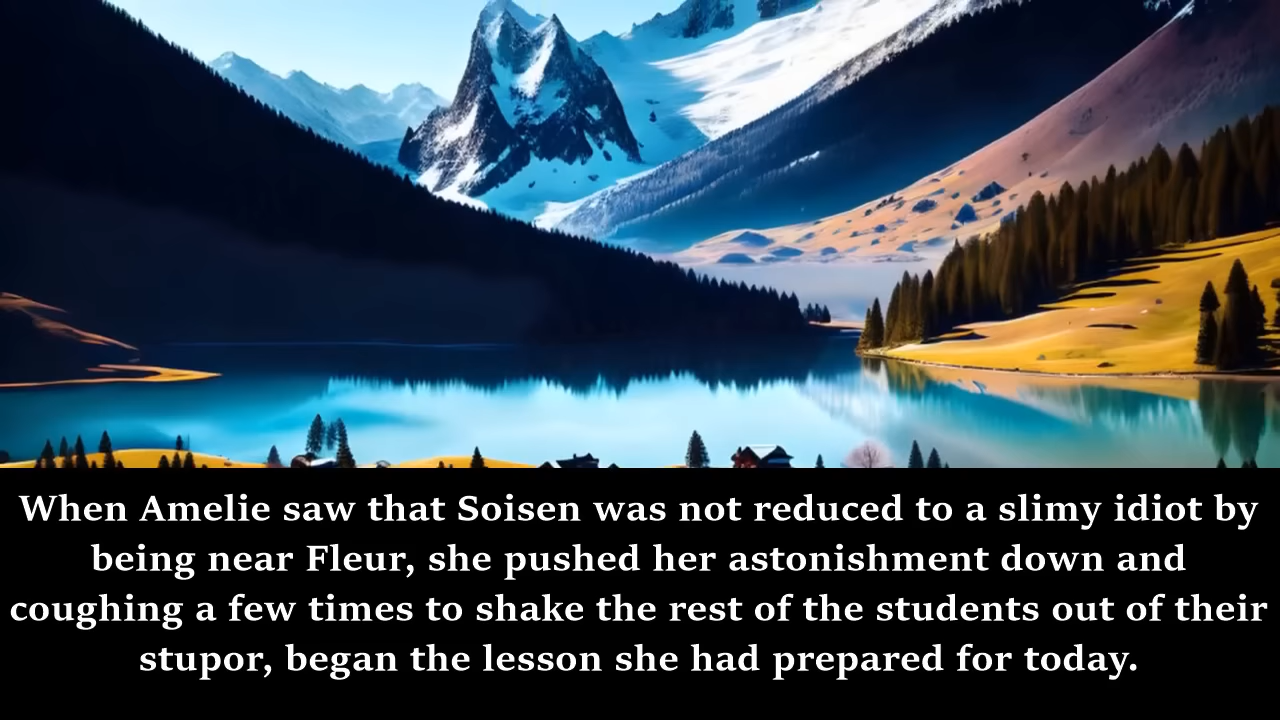 When Amelie saw that Soisen was not reduced to a slimy idiot by
being near Fleur, she pushed her astonishment down and
coughing a few times to shake the rest of the students out of their
stupor, began the lesson she had prepared for today.